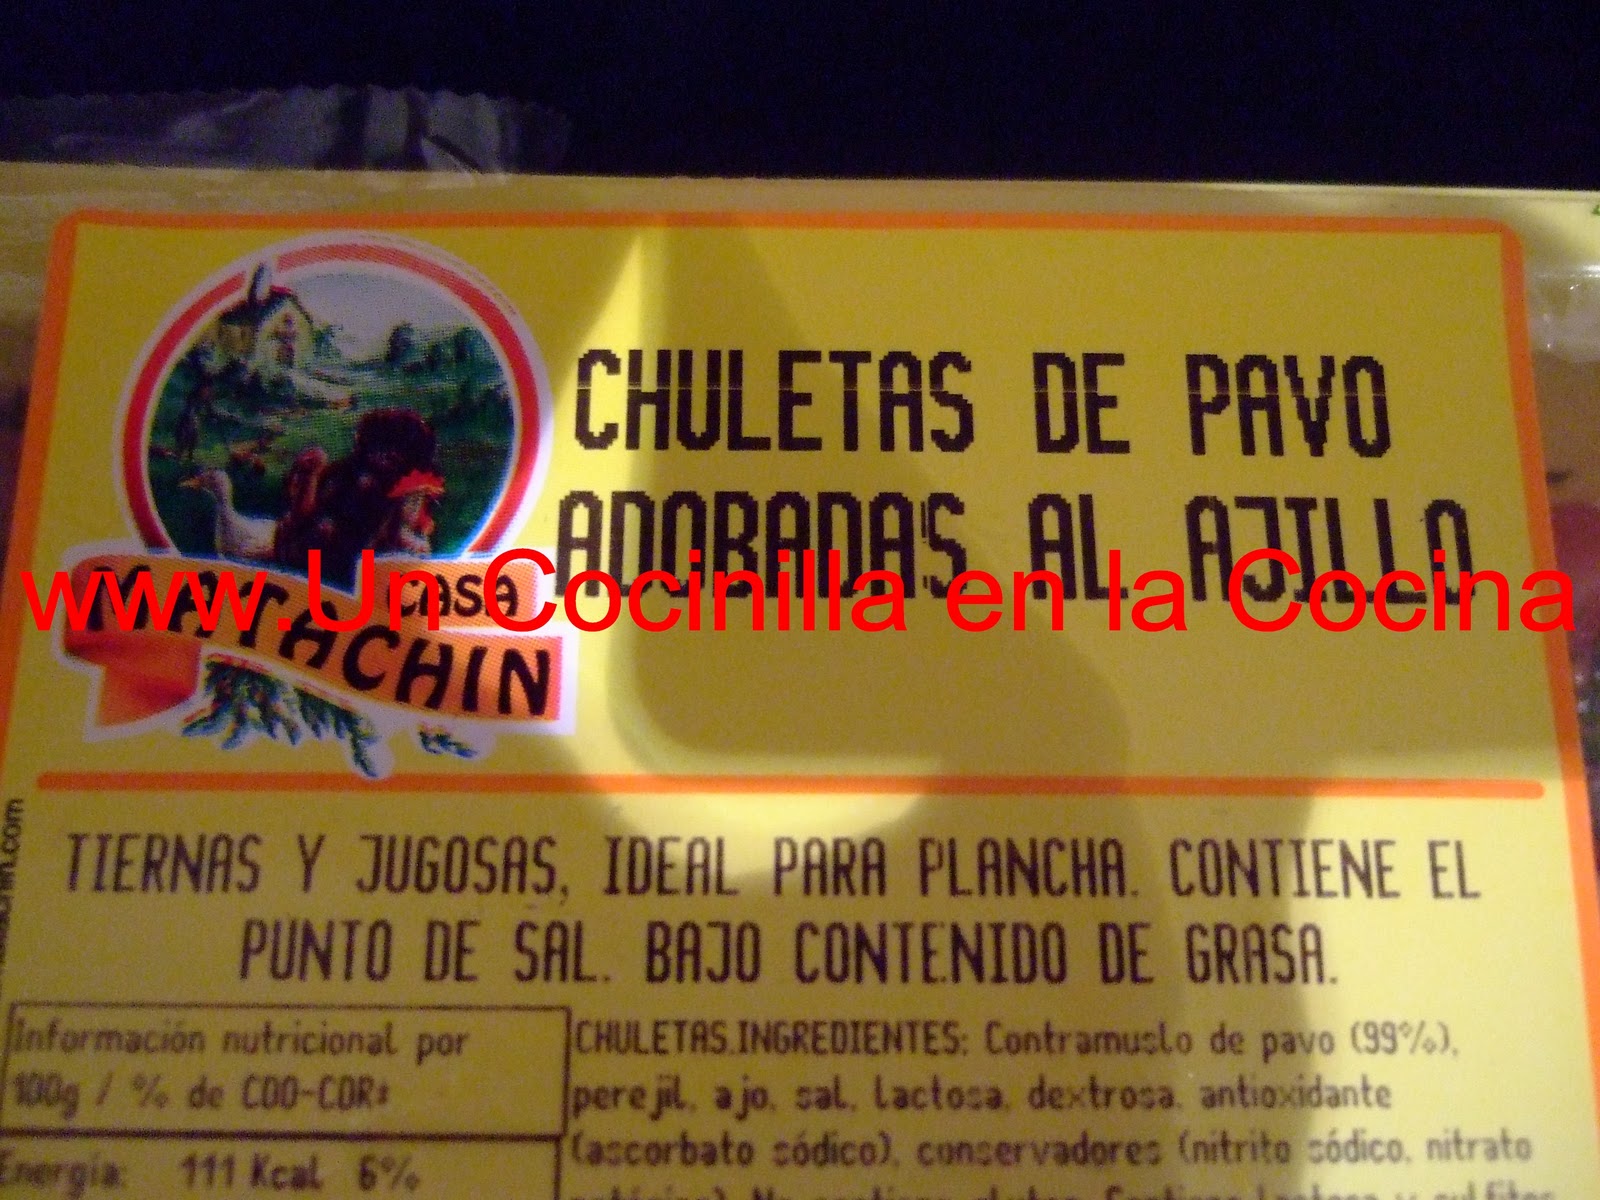 CHULETAS DE PAVO
ADOBADAS AL AJILLO
CASA
MATACHIN
www.Un Cocinilla en la Cocina
TIERNAS Y JUGOSAS, IDEAL PARA PLANCHA. CONTIENE EL
PUNTO DE SAL. BAJO CONTENIDO DE GRASA.
Información nutricional por
100g / % de CDO-CDR*
Energía: 111 Kcal 6%
CHULETAS.INGREDIENTES: Contramuslo de pavo (99%),
perejil, ajo, sal, lactosa, dextrosa, antioxidante
(ascorbato sódico), conservadores (nitrito sódico, nitrato